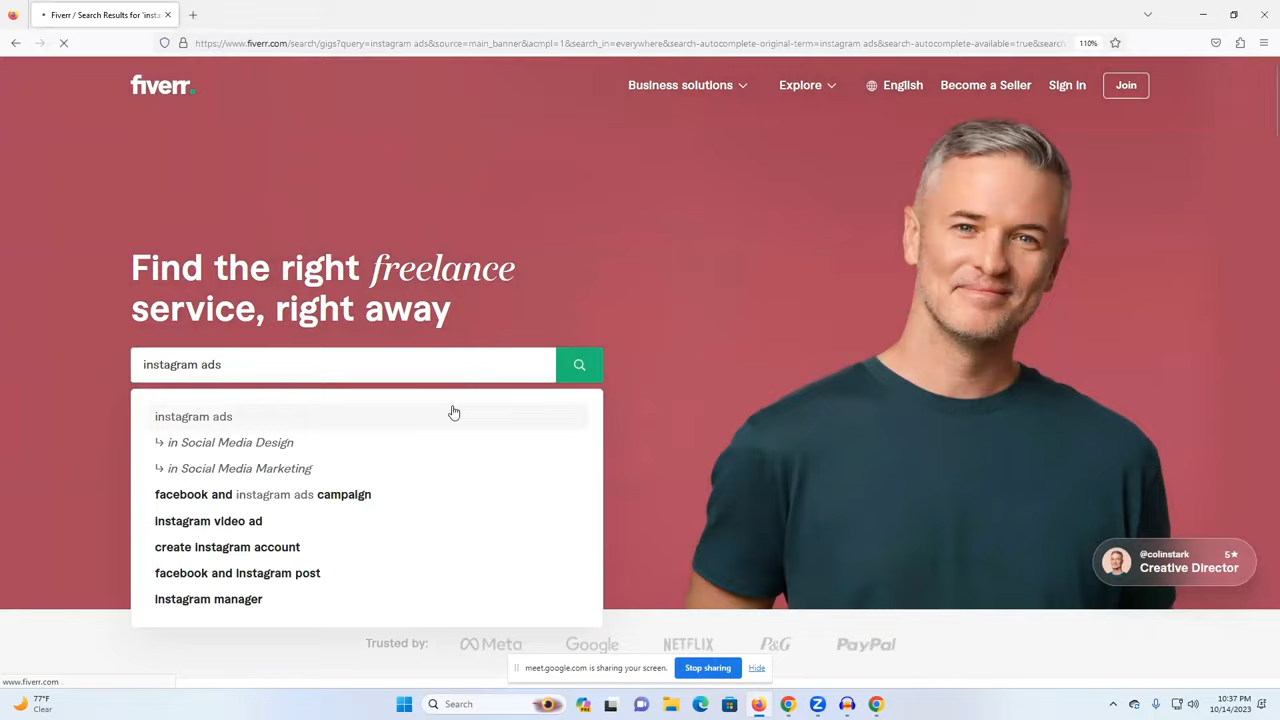 Fiverr / Search Results for 'insta
https://www.fiverr.com/search/gigs?query=instagram ads&source=main_banner&acmpl=1&search_in=everywhere&search-autocomplete-original-term=instagram ads&search-autocomplete-available=true&searc
110%
fiverr.
Business solutions
Explore
English
Become a Seller
Sign In
Join
Find the right freelance
service, right away
instagram ads
instagram ads
in Social Media Design
in Social Media Marketing
facebook and instagram ads campaign
instagram video ad
create instagram account
facebook and instagram post
instagram manager
@colinstark 5★
Creative Director
Trusted by:
Meta
Google
NETFLIX
P&G
PayPal
meet.google.com is sharing your screen.
Stop sharing
Hide
www.fiverr.com
77°F
Clear
Search
10:37 PM
10/14/2023